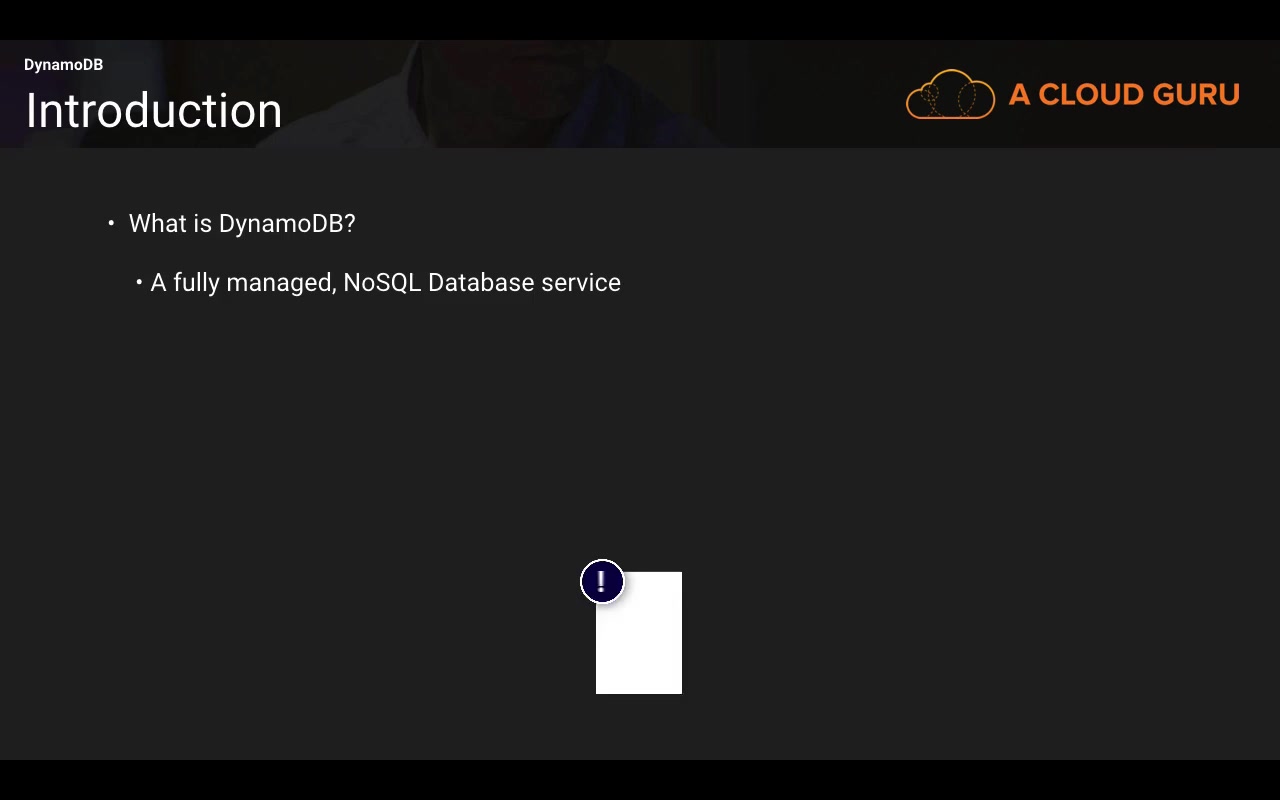 DynamoDB
Introduction
A CLOUD GURU
• What is DynamoDB?
• A fully managed, NoSQL Database service
!